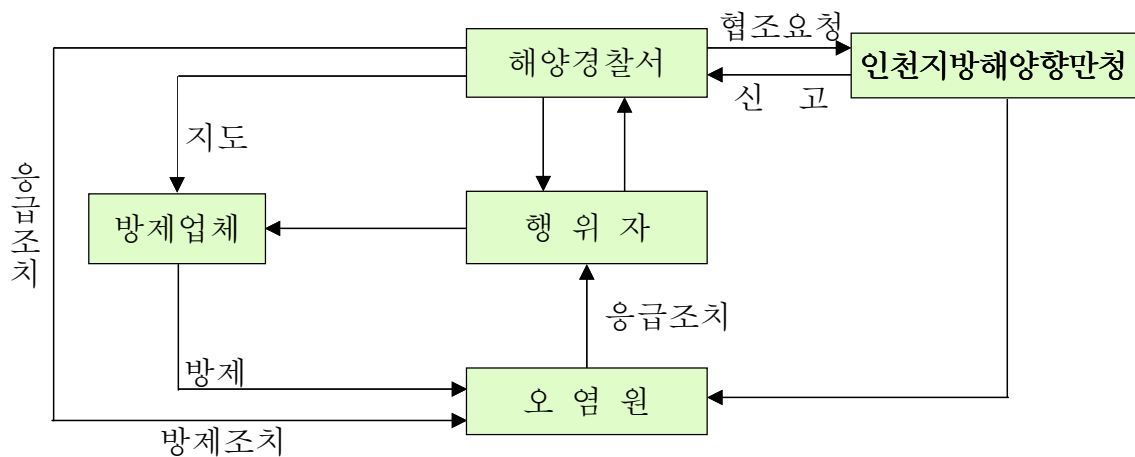 해양경찰서
협조요청
인천지방해양항만청
신 고
지도
응급조치
방제업체
행 위 자
응급조치
방제
오 염 원
방제조치